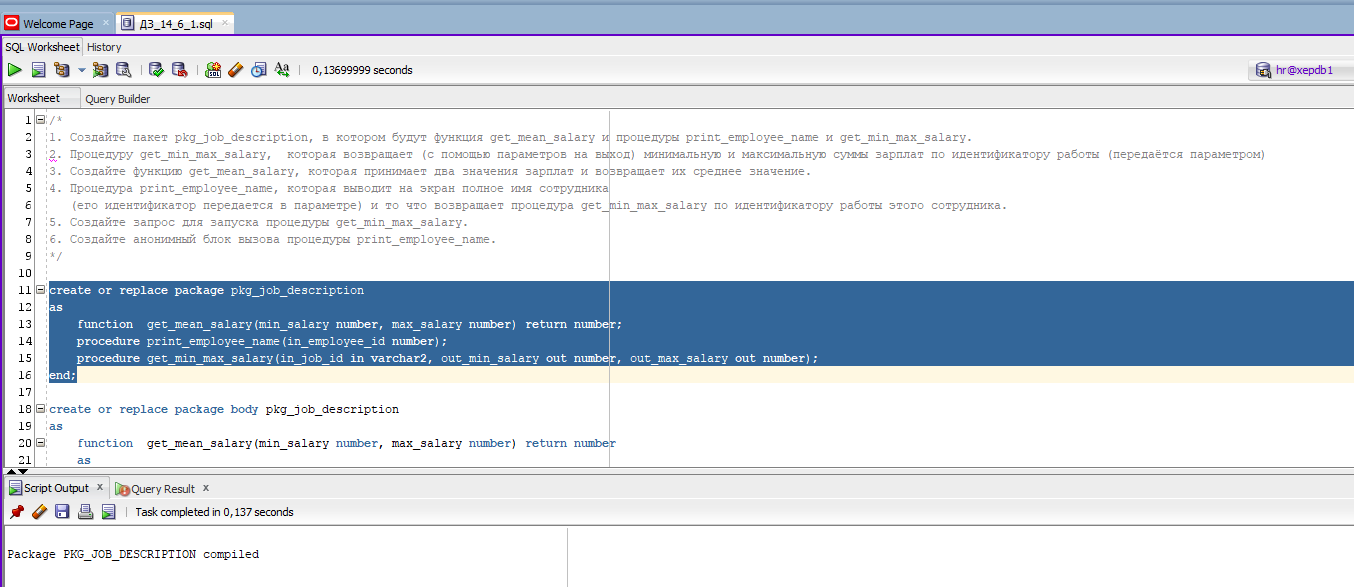 Welcome Page
ДЗ_14_6_1.sql
SQL Worksheet History
SQL
Aa
0,13699999 seconds
hr@xepdb1
Worksheet Query Builder
1 /*
2 1. Создайте пакет pkg_job_description, в котором будут функция get_mean_salary и процедуры print_employee_name и get_min_max_salary.
3 2. Процедуру get_min_max_salary, которая возвращает (с помощью параметров на выход) минимальную и максимальную суммы зарплат по идентификатору работы (передаётся параметром)
4 3. Создайте функцию get_mean_salary, которая принимает два значения зарплат и возвращает их среднее значение.
5 4. Процедура print_employee_name, которая выводит на экран полное имя сотрудника
6 (его идентификатор передается в параметре) и то что возвращает процедура get_min_max_salary по идентификатору работы этого сотрудника.
7 5. Создайте запрос для запуска процедуры get_min_max_salary.
8 6. Создайте анонимный блок вызова процедуры print_employee_name.
9 */
10
11 create or replace package pkg_job_description
12 as
13 function get_mean_salary(min_salary number, max_salary number) return number;
14 procedure print_employee_name(in_employee_id number);
15 procedure get_min_max_salary(in_job_id in varchar2, out_min_salary out number, out_max_salary out number);
16 end;
17
18 create or replace package body pkg_job_description
19 as
20 function get_mean_salary(min_salary number, max_salary number) return number
21 as
Script Output x Query Result x
Task completed in 0,137 seconds
Package PKG_JOB_DESCRIPTION compiled